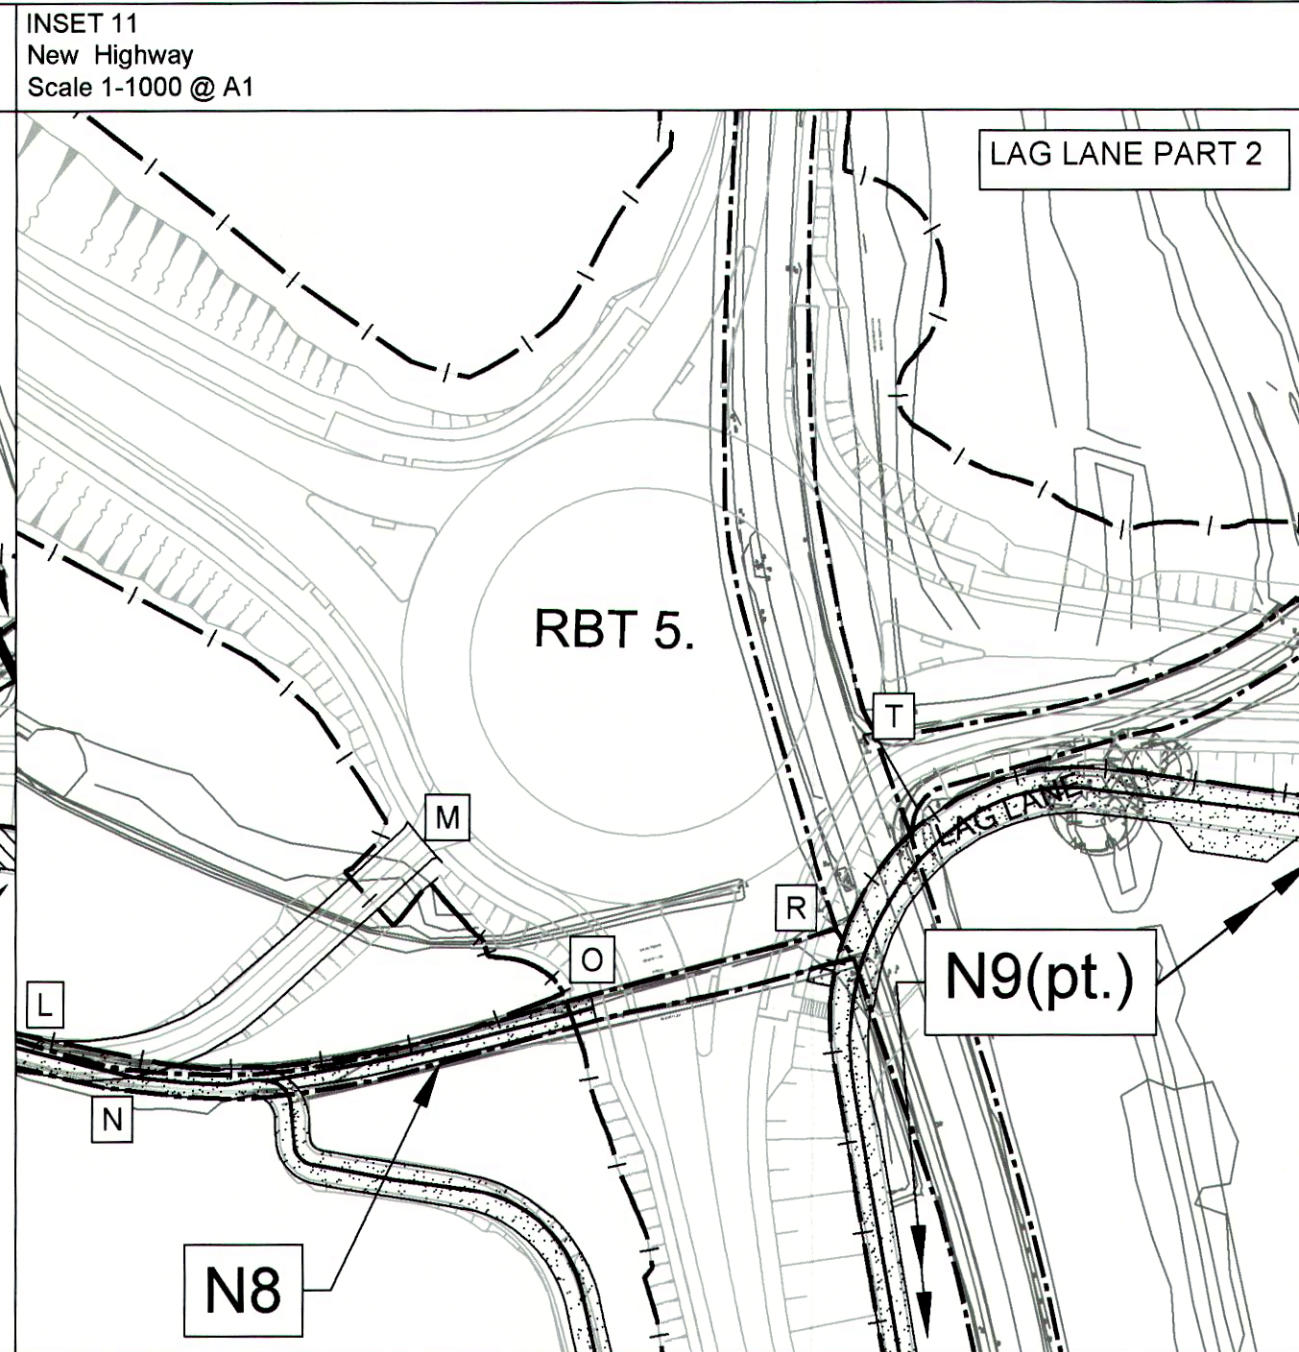 INSET 11
New Highway
Scale 1-1000 @ A1
LAG LANE PART 2
RBT 5.
T
LAG LANE
M
R
O
N9(pt.)
L
N
N8